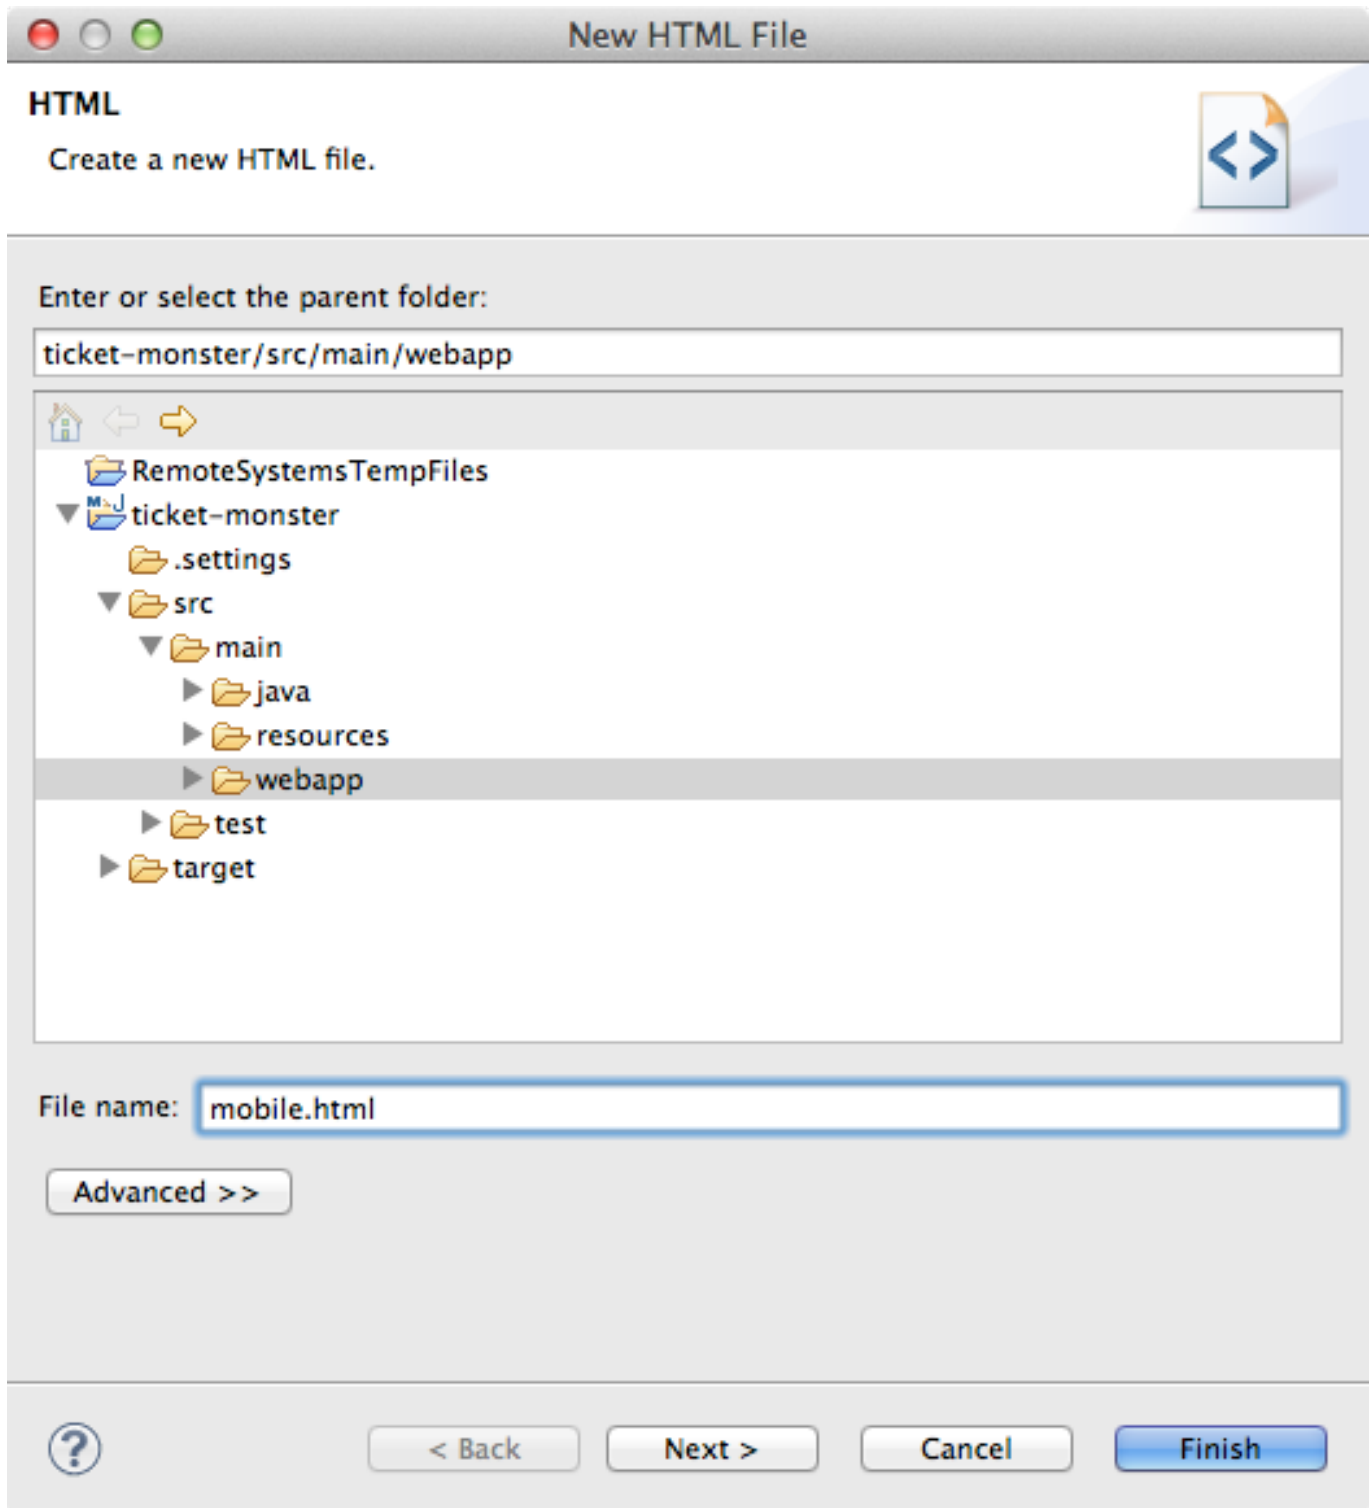 New HTML File
HTML
Create a new HTML file.
Enter or select the parent folder:
ticket-monster/src/main/webapp
RemoteSystemsTempFiles
ticket-monster
.settings
src
main
java
resources
webapp
test
target
File name: mobile.html
Advanced >>
? < Back Next > Cancel Finish